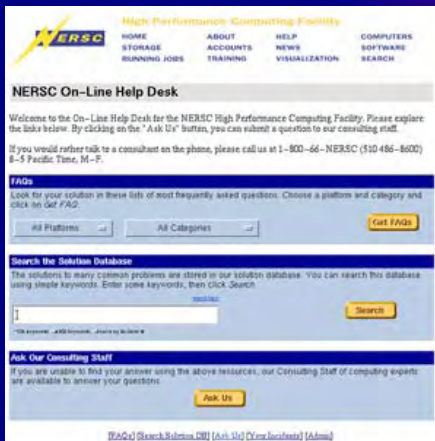 NERSC
High Performance Computing Facility
HOME ABOUT HELP COMPUTERS
STORAGE ACCOUNTS NEWS SOFTWARE
RUNNING JOBS TRAINING VISUALIZATION SEARCH
NERSC On-Line Help Desk
Welcome to the On-Line Help Desk for the NERSC High Performance Computing Facility. Please explore
the links below. By clicking on the "Ask Us" button, you can submit a question to our consulting staff.
If you would rather talk to a consultant on the phone, please call us at 1-800-66-NERSC (510 486-8600)
8-5 Pacific Time, M-F.
FAQs
Look for your solution in these lists of most frequently asked questions. Choose a platform and category and
click on Get FAQ.
All Platforms All Categories Get FAQs
Search the Solution Database
The solutions to many common problems are stored in our solution database. You can search this database
using simple keywords. Enter some keywords, then click Search.
Search
Ask Our Consulting Staff
If you are unable to find your answer using the above resources, our Consulting Staff of computing experts
are available to answer your questions.
Ask Us
[FAQs] [Search Solution DB] [Ask Us] [Your Incidents] [Admin]